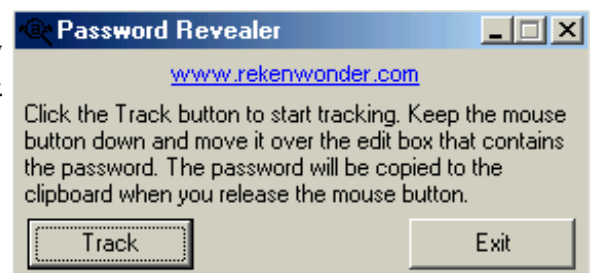 Password Revealer
www.rekenwonder.com
Click the Track button to start tracking. Keep the mouse
button down and move it over the edit box that contains
the password. The password will be copied to the
clipboard when you release the mouse button.
Track
Exit